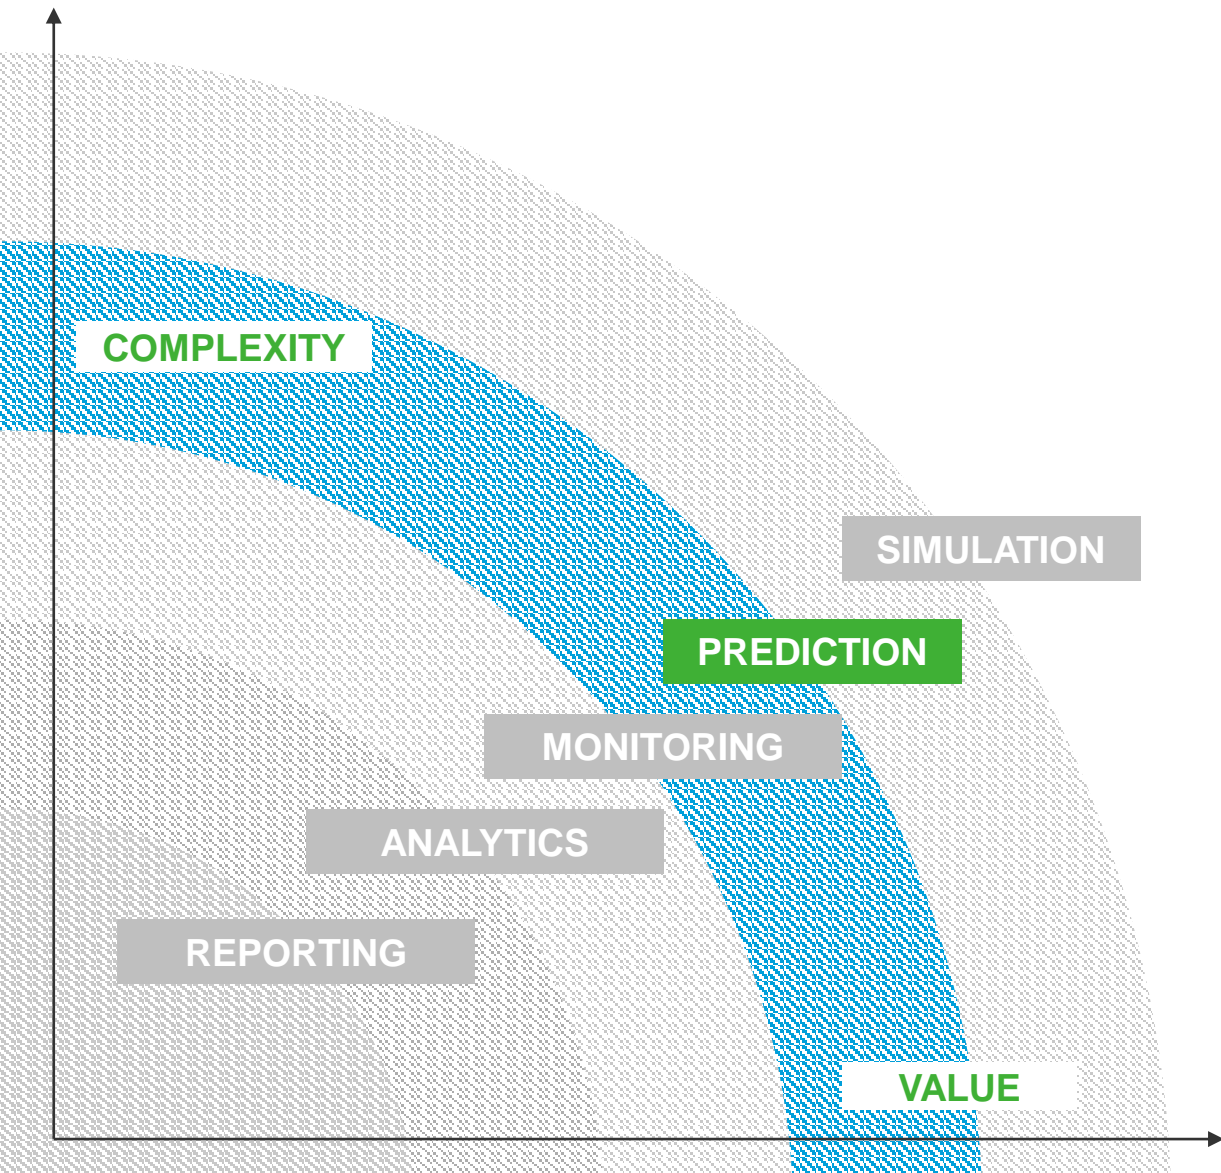 COMPLEXITY
SIMULATION
PREDICTION
MONITORING
ANALYTICS
REPORTING
VALUE